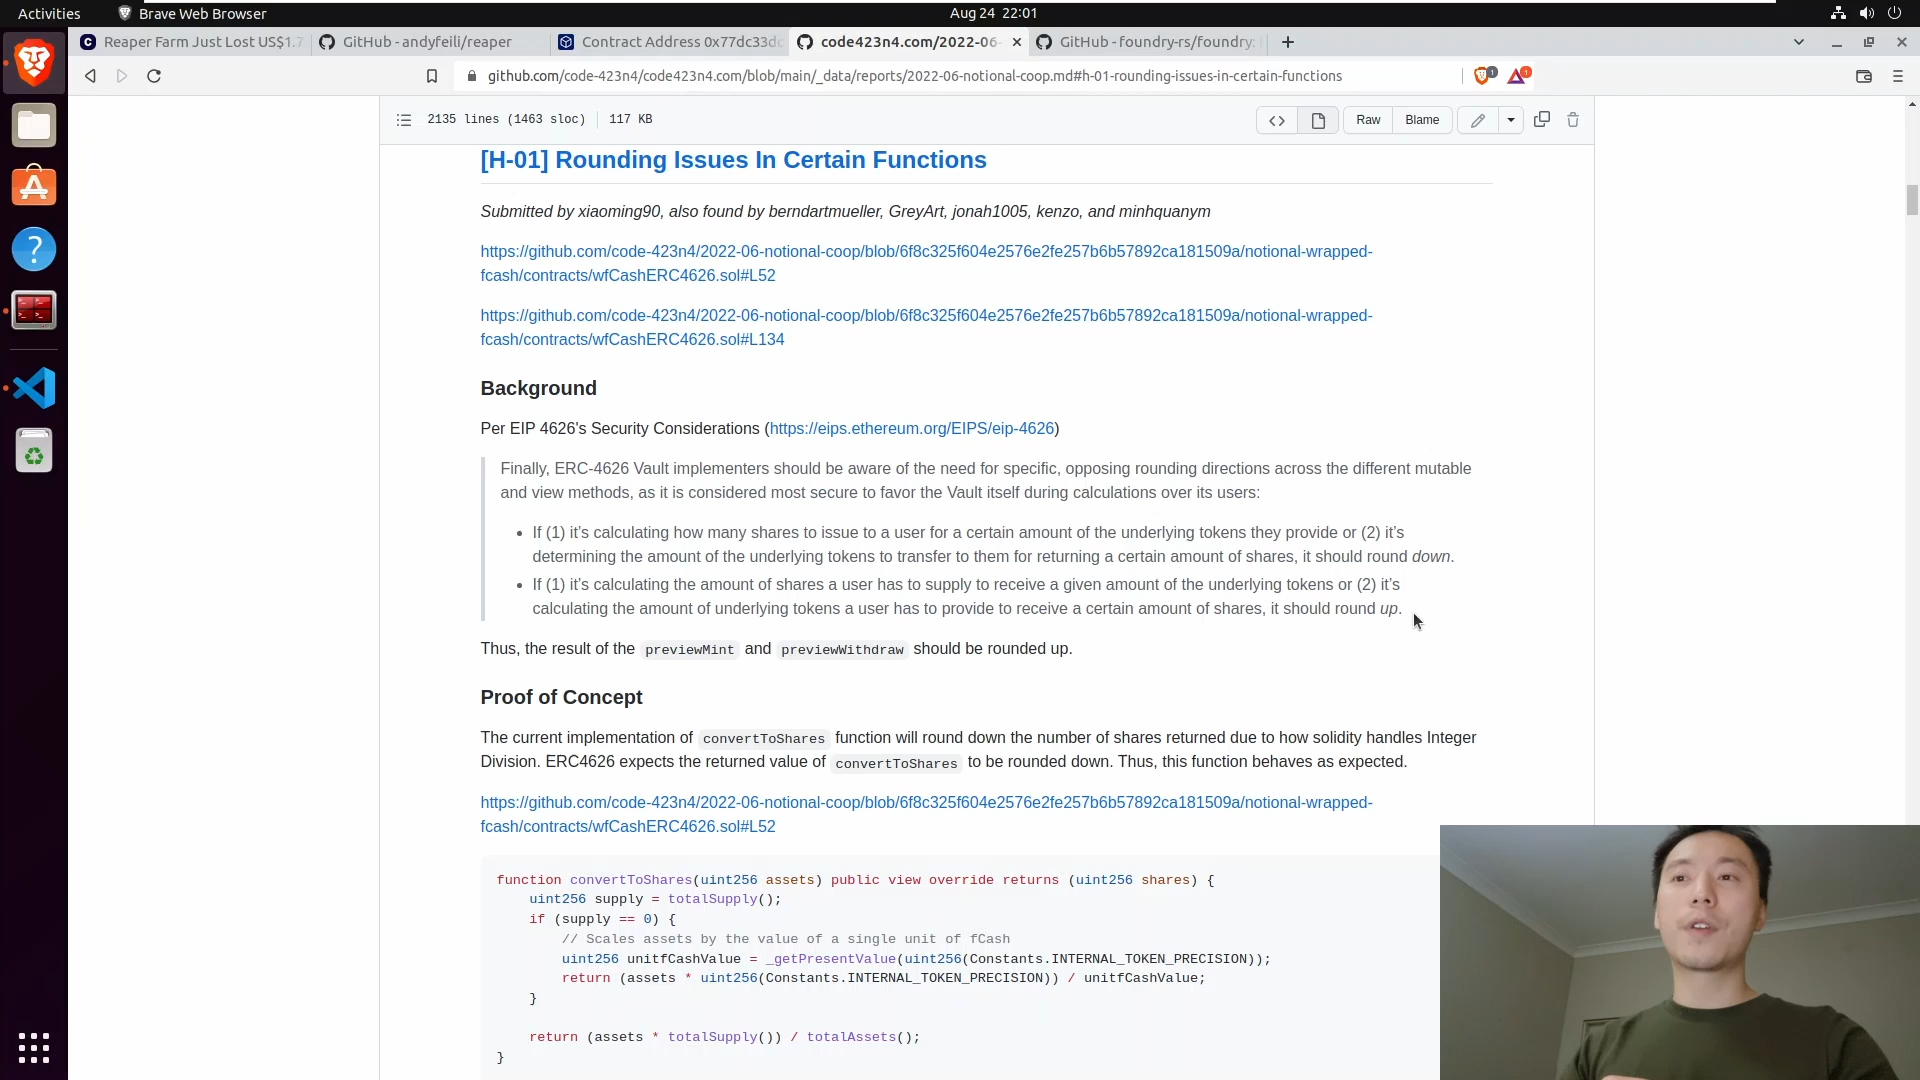 Activities
Brave Web Browser
Aug 24 22:01
Reaper Farm Just Lost US$1.7
GitHub - andyfeili/reaper
Contract Address 0x77dc33dc
code423n4.com/2022-06-
GitHub - foundry-rs/foundry:
github.com/code-423n4/code423n4.com/blob/main/_data/reports/2022-06-notional-coop.md#h-01-rounding-issues-in-certain-functions
2135 lines (1463 sloc) 117 KB
Raw
Blame
[H-01] Rounding Issues In Certain Functions
Submitted by xiaoming90, also found by berndartmueller, GreyArt, jonah1005, kenzo, and minhquanym
https://github.com/code-423n4/2022-06-notional-coop/blob/6f8c325f604e2576e2fe257b6b57892ca181509a/notional-wrapped-
fcash/contracts/wfCashERC4626.sol#L52
https://github.com/code-423n4/2022-06-notional-coop/blob/6f8c325f604e2576e2fe257b6b57892ca181509a/notional-wrapped-
fcash/contracts/wfCashERC4626.sol#L134
Background
Per EIP 4626's Security Considerations (https://eips.ethereum.org/EIPS/eip-4626)
Finally, ERC-4626 Vault implementers should be aware of the need for specific, opposing rounding directions across the different mutable
and view methods, as it is considered most secure to favor the Vault itself during calculations over its users:
• If (1) it's calculating how many shares to issue to a user for a certain amount of the underlying tokens they provide or (2) it's
determining the amount of the underlying tokens to transfer to them for returning a certain amount of shares, it should round down.
• If (1) it's calculating the amount of shares a user has to supply to receive a given amount of the underlying tokens or (2) it's
calculating the amount of underlying tokens a user has to provide to receive a certain amount of shares, it should round up.
Thus, the result of the previewMint and previewWithdraw should be rounded up.
Proof of Concept
The current implementation of convertToShares function will round down the number of shares returned due to how solidity handles Integer
Division. ERC4626 expects the returned value of convertToShares to be rounded down. Thus, this function behaves as expected.
https://github.com/code-423n4/2022-06-notional-coop/blob/6f8c325f604e2576e2fe257b6b57892ca181509a/notional-wrapped-
fcash/contracts/wfCashERC4626.sol#L52
function convertToShares(uint256 assets) public view override returns (uint256 shares) {
    uint256 supply = totalSupply();
    if (supply == 0) {
        // Scales assets by the value of a single unit of fCash
        uint256 unitfCashValue = _getPresentValue(uint256(Constants.INTERNAL_TOKEN_PRECISION));
        return (assets * uint256(Constants.INTERNAL_TOKEN_PRECISION)) / unitfCashValue;
    }
    return (assets * totalSupply()) / totalAssets();
}